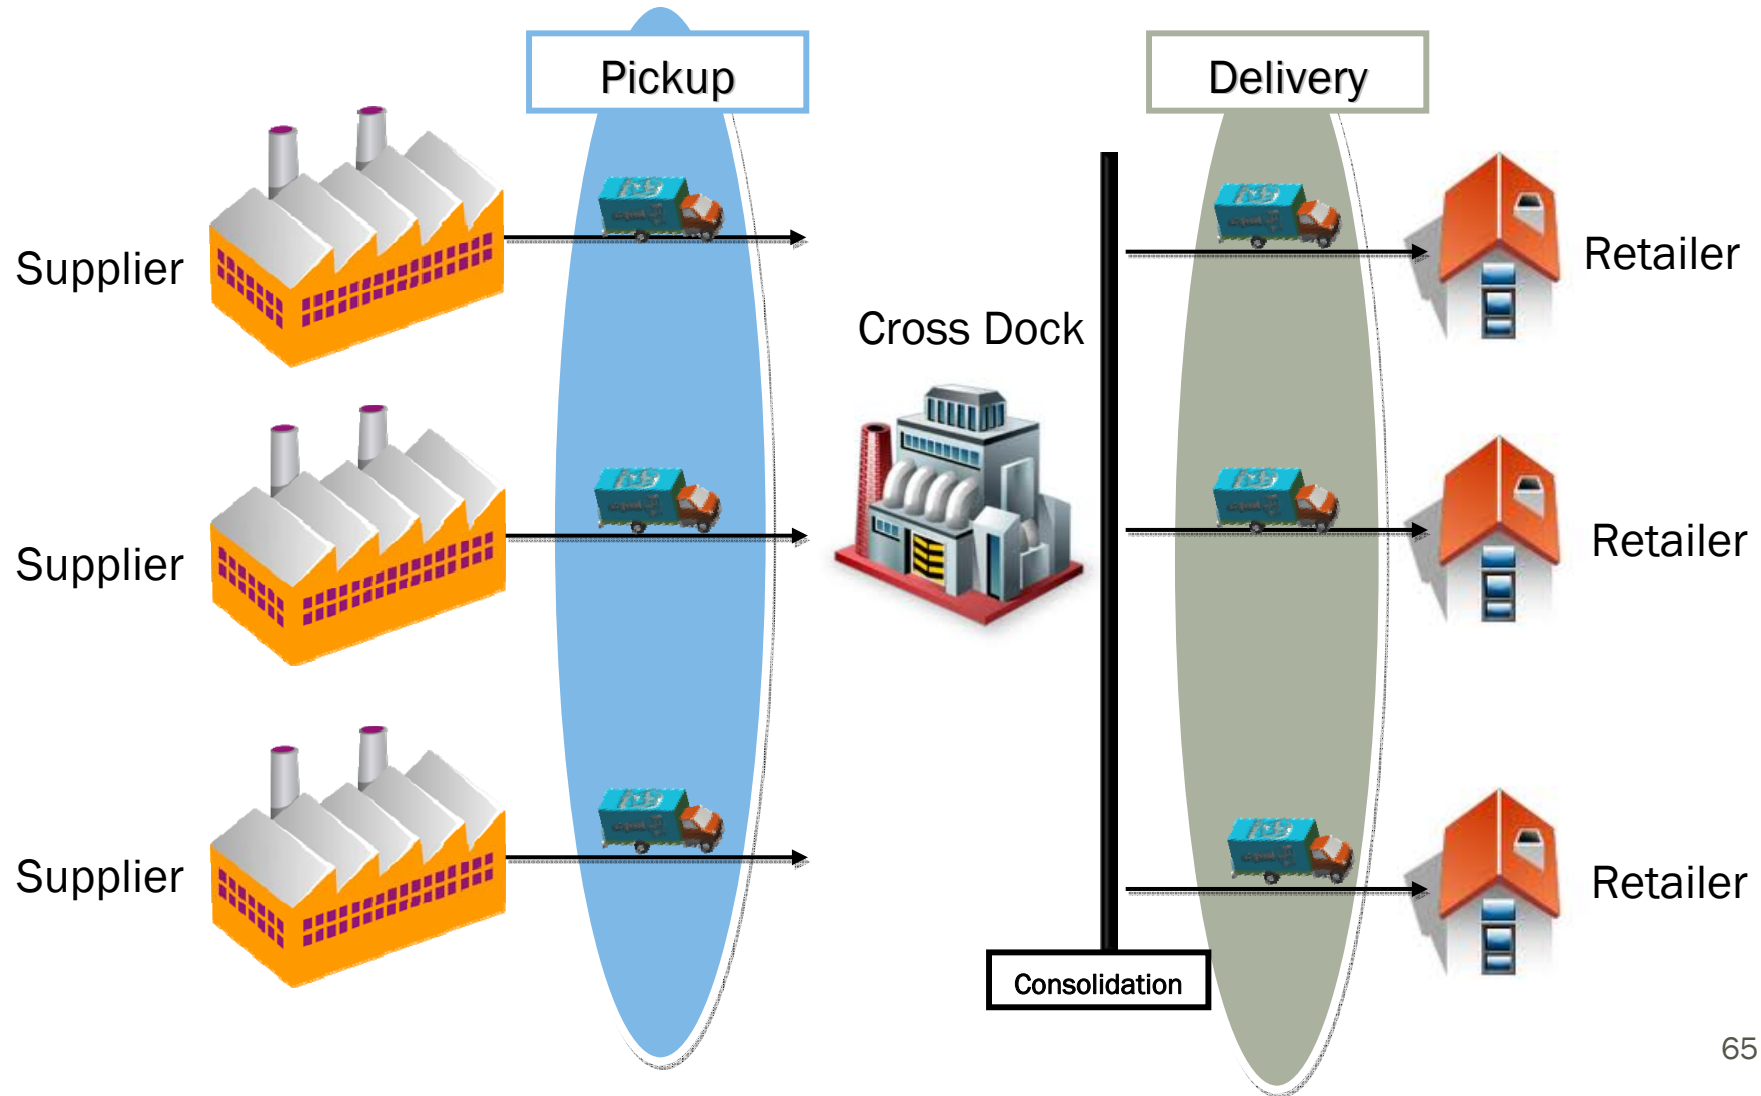 Pickup
Delivery
Supplier
Retailer
Cross Dock
Supplier
Retailer
Supplier
Retailer
Consolidation
65